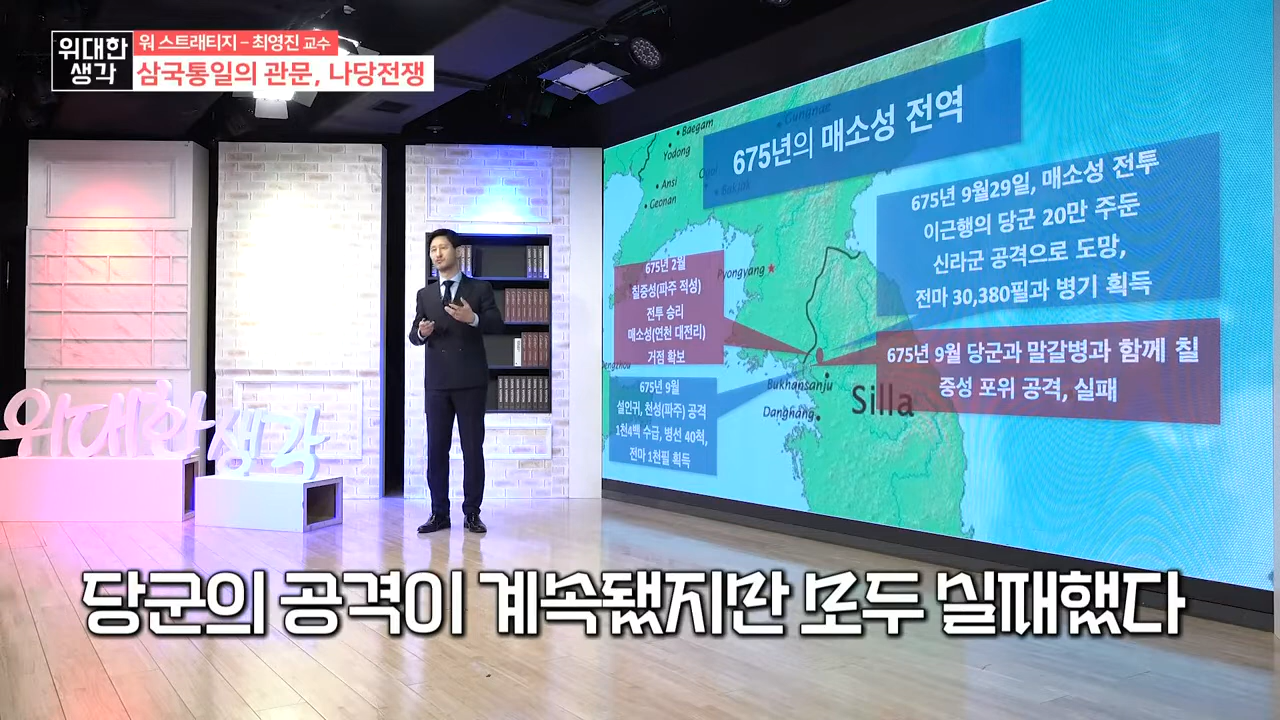 위대한
생각
워 스트래티지 - 최영진 교수
삼국통일의 관문, 나당전쟁
675년의 매소성 전역
Baegam
Yodong
Ansi
Geonan
Pyongyang
675년 9월29일, 매소성 전투
이근행의 당군 20만 주둔
신라군 공격으로 도망,
전마 30,380필과 병기 획득
675년 2월
칠중성(파주 적성)
전투 승리
매소성(연천 대전리)
거점 확보
675년 9월 당군과 말갈병과 함께 칠
중성 포위 공격, 실패
675년 9월
설인귀, 천성(파주) 공격
1천4백 수급, 병선 40척,
전마 1천필 획득
Bukhansanju
Danghang
Silla
위대한 생각
당군의 공격이 계속됐지만 모두 실패했다